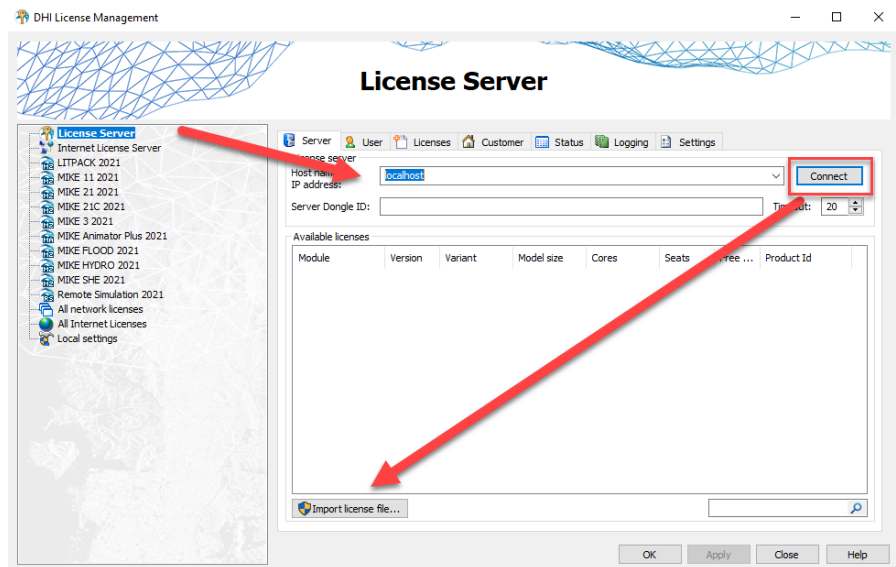 DHI License Management
License Server
License Server
Internet License Server
LITPACK 2021
MIKE 11 2021
MIKE 21 2021
MIKE 21C 2021
MIKE 3 2021
MIKE Animator Plus 2021
MIKE FLOOD 2021
MIKE HYDRO 2021
MIKE SHE 2021
Remote Simulation 2021
All network licenses
All Internet Licenses
Local settings
Server User Licenses Customer Status Logging Settings
server
Host
IP address:
localhost
Connect
Server Dongle ID:
20
Available licenses
Module Version Variant Model size Cores Seats Free ... Product Id
Import license file...
OK Apply Close Help